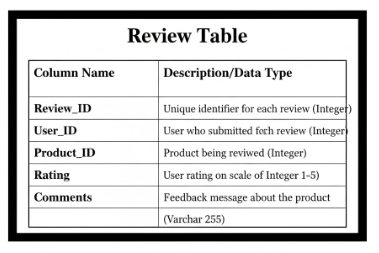 Review Table
Column Name Description/Data Type
Review_ID Unique identifier for each review (Integer)
User_ID User who submitted ferh review (Integer)
Product_ID Product being reviwed (Integer)
Rating User rating on scale of Integer 1–5)
Comments Feedback message about the product
(Varchar 255)